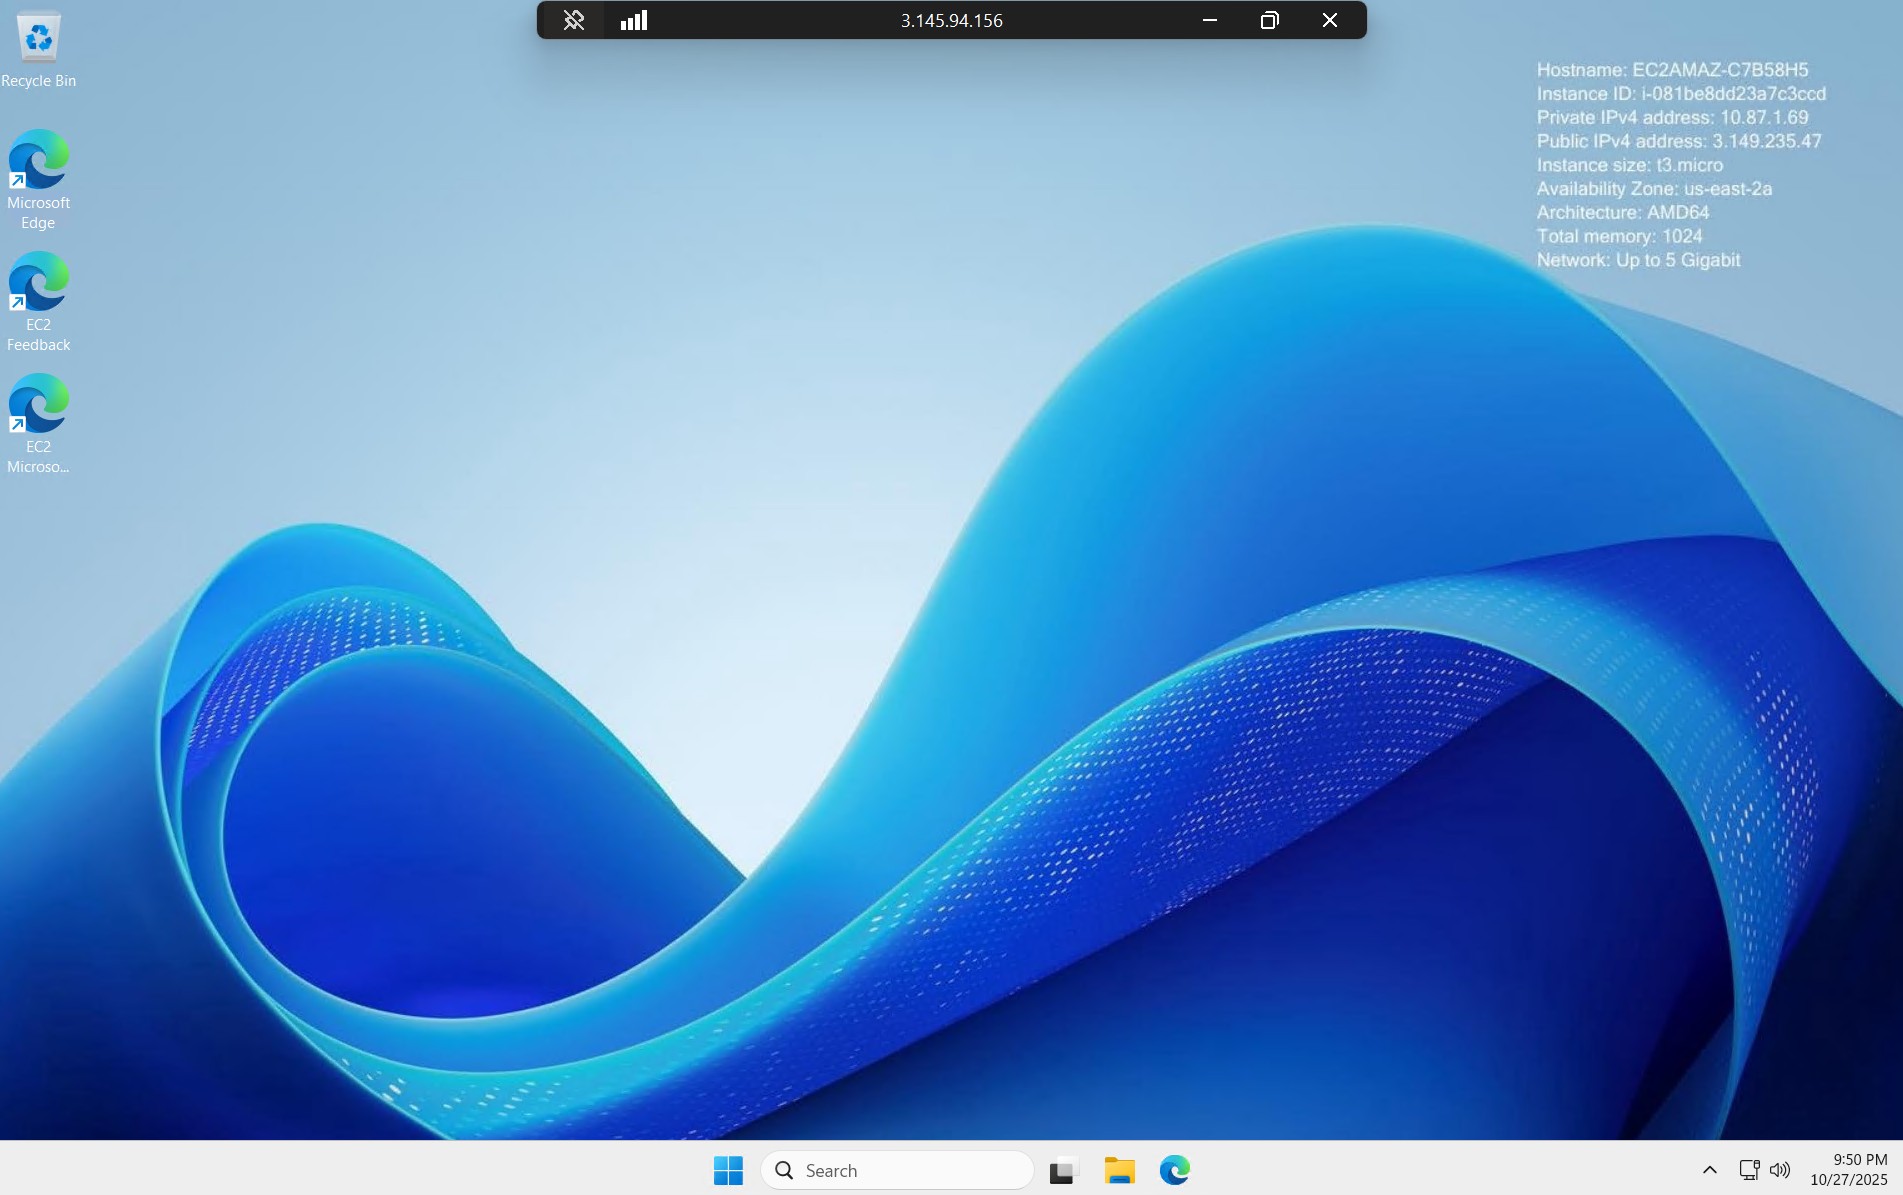 3.145.94.156
Recycle Bin
Microsoft
Edge
EC2
Feedback
EC2
Microso...
Hostname: EC2AMAZ-C7B58H5
Instance ID: i-081be8dd23a7c3ccd
Private IPv4 address: 10.87.1.69
Public IPv4 address: 3.149.235.47
Instance size: t3.micro
Availability Zone: us-east-2a
Architecture: AMD64
Total memory: 1024
Network: Up to 5 Gigabit
Search
9:50 PM
10/27/2025